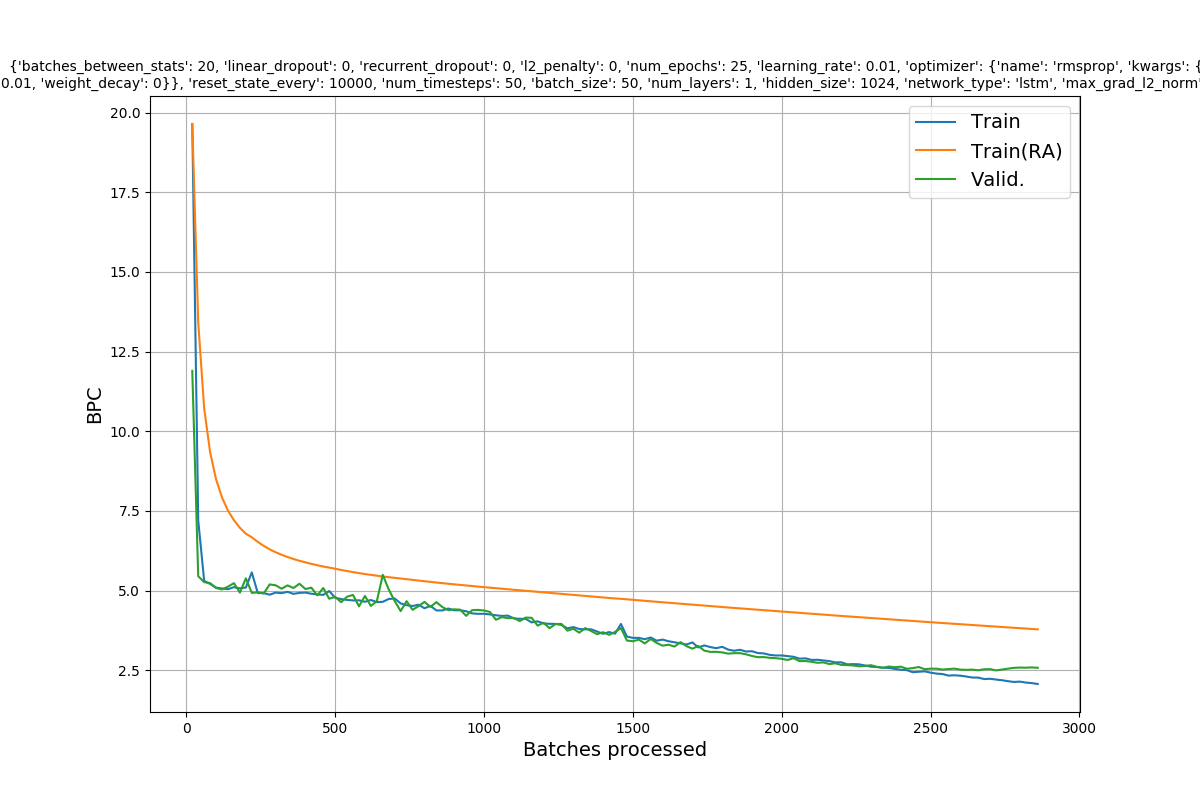 {'batches_between_stats': 20, 'linear_dropout': 0, 'recurrent_dropout': 0, 'l2_penalty': 0, 'num_epochs': 25, 'learning_rate': 0.01, 'optimizer': {'name': 'rmsprop', 'kwargs': {
0.01, 'weight_decay': 0}}, 'reset_state_every': 10000, 'num_timesteps': 50, 'batch_size': 50, 'num_layers': 1, 'hidden_size': 1024, 'network_type': 'lstm', 'max_grad_l2_norm'
Train
Train(RA)
Valid.
20.0
17.5
15.0
12.5
10.0
7.5
5.0
2.5
BPC
0 500 1000 1500 2000 2500 3000
Batches processed